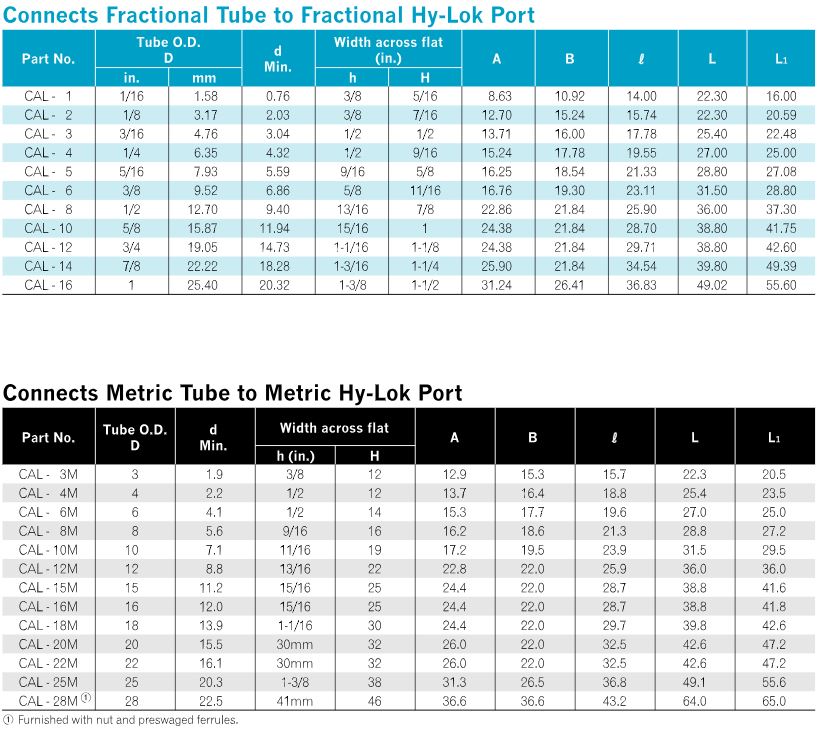 Connects Fractional Tube to Fractional Hy-Lok Port
Part No. Tube O.D. D d Min. Width across flat (in.) A B ℓ L L1
in. mm h H
CAL - 1 1/16 1.58 0.76 3/8 5/16 8.63 10.92 14.00 22.30 16.00
CAL - 2 1/8 3.17 2.03 3/8 7/16 12.70 15.24 15.74 22.30 20.59
CAL - 3 3/16 4.76 3.04 1/2 1/2 13.71 16.00 17.78 25.40 22.48
CAL - 4 1/4 6.35 4.32 1/2 9/16 15.24 17.78 19.55 27.00 25.00
CAL - 5 5/16 7.93 5.59 9/16 5/8 16.25 18.54 21.33 28.80 27.08
CAL - 6 3/8 9.52 6.86 5/8 11/16 16.76 19.30 23.11 31.50 28.80
CAL - 8 1/2 12.70 9.40 13/16 7/8 22.86 21.84 25.90 36.00 37.30
CAL - 10 5/8 15.87 11.94 15/16 1 24.38 21.84 28.70 38.80 41.75
CAL - 12 3/4 19.05 14.73 1-1/16 1-1/8 24.38 21.84 29.71 38.80 42.60
CAL - 14 7/8 22.22 18.28 1-3/16 1-1/4 25.90 21.84 34.54 39.80 49.39
CAL - 16 1 25.40 20.32 1-3/8 1-1/2 31.24 26.41 36.83 49.02 55.60
Connects Metric Tube to Metric Hy-Lok Port
Part No. Tube O.D. D d Min. Width across flat A B ℓ L L1
h (in.) H
CAL - 3M 3 1.9 3/8 12 12.9 15.3 15.7 22.3 20.5
CAL - 4M 4 2.2 1/2 12 13.7 16.4 18.8 25.4 23.5
CAL - 6M 6 4.1 1/2 14 15.3 17.7 19.6 27.0 25.0
CAL - 8M 8 5.6 9/16 16 16.2 18.6 21.3 28.8 27.2
CAL - 10M 10 7.1 11/16 19 17.2 19.5 23.9 31.5 29.5
CAL - 12M 12 8.8 13/16 22 22.8 22.0 25.9 36.0 36.0
CAL - 15M 15 11.2 15/16 25 24.4 22.0 28.7 38.8 41.6
CAL - 16M 16 12.0 15/16 25 24.4 22.0 28.7 38.8 41.8
CAL - 18M 18 13.9 1-1/16 30 24.4 22.0 29.7 39.8 42.6
CAL - 20M 20 15.5 30mm 32 26.0 22.0 32.5 42.6 47.2
CAL - 22M 22 16.1 30mm 32 26.0 22.0 32.5 42.6 47.2
CAL - 25M 25 20.3 1-3/8 38 31.3 26.5 36.8 49.1 55.6
CAL - 28M ① 28 22.5 41mm 46 36.6 36.6 43.2 64.0 65.0
① Furnished with nut and preswaged ferrules.